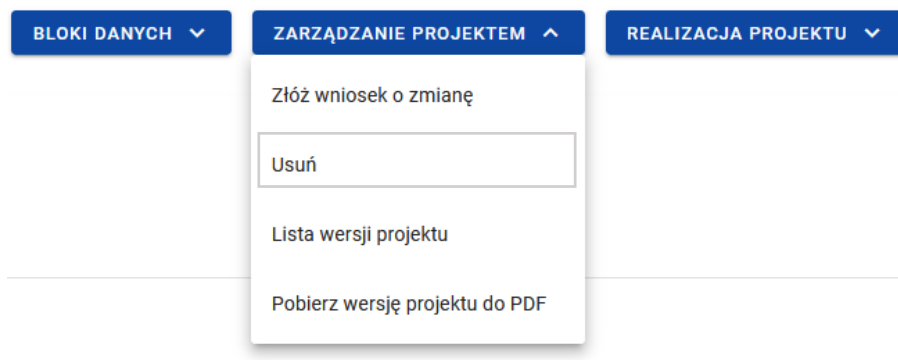 BLOKI DANYCH
ZARZĄDZANIE PROJEKTEM
REALIZACJA PROJEKTU
Złóż wniosek o zmianę
Usuń
Lista wersji projektu
Pobierz wersję projektu do PDF